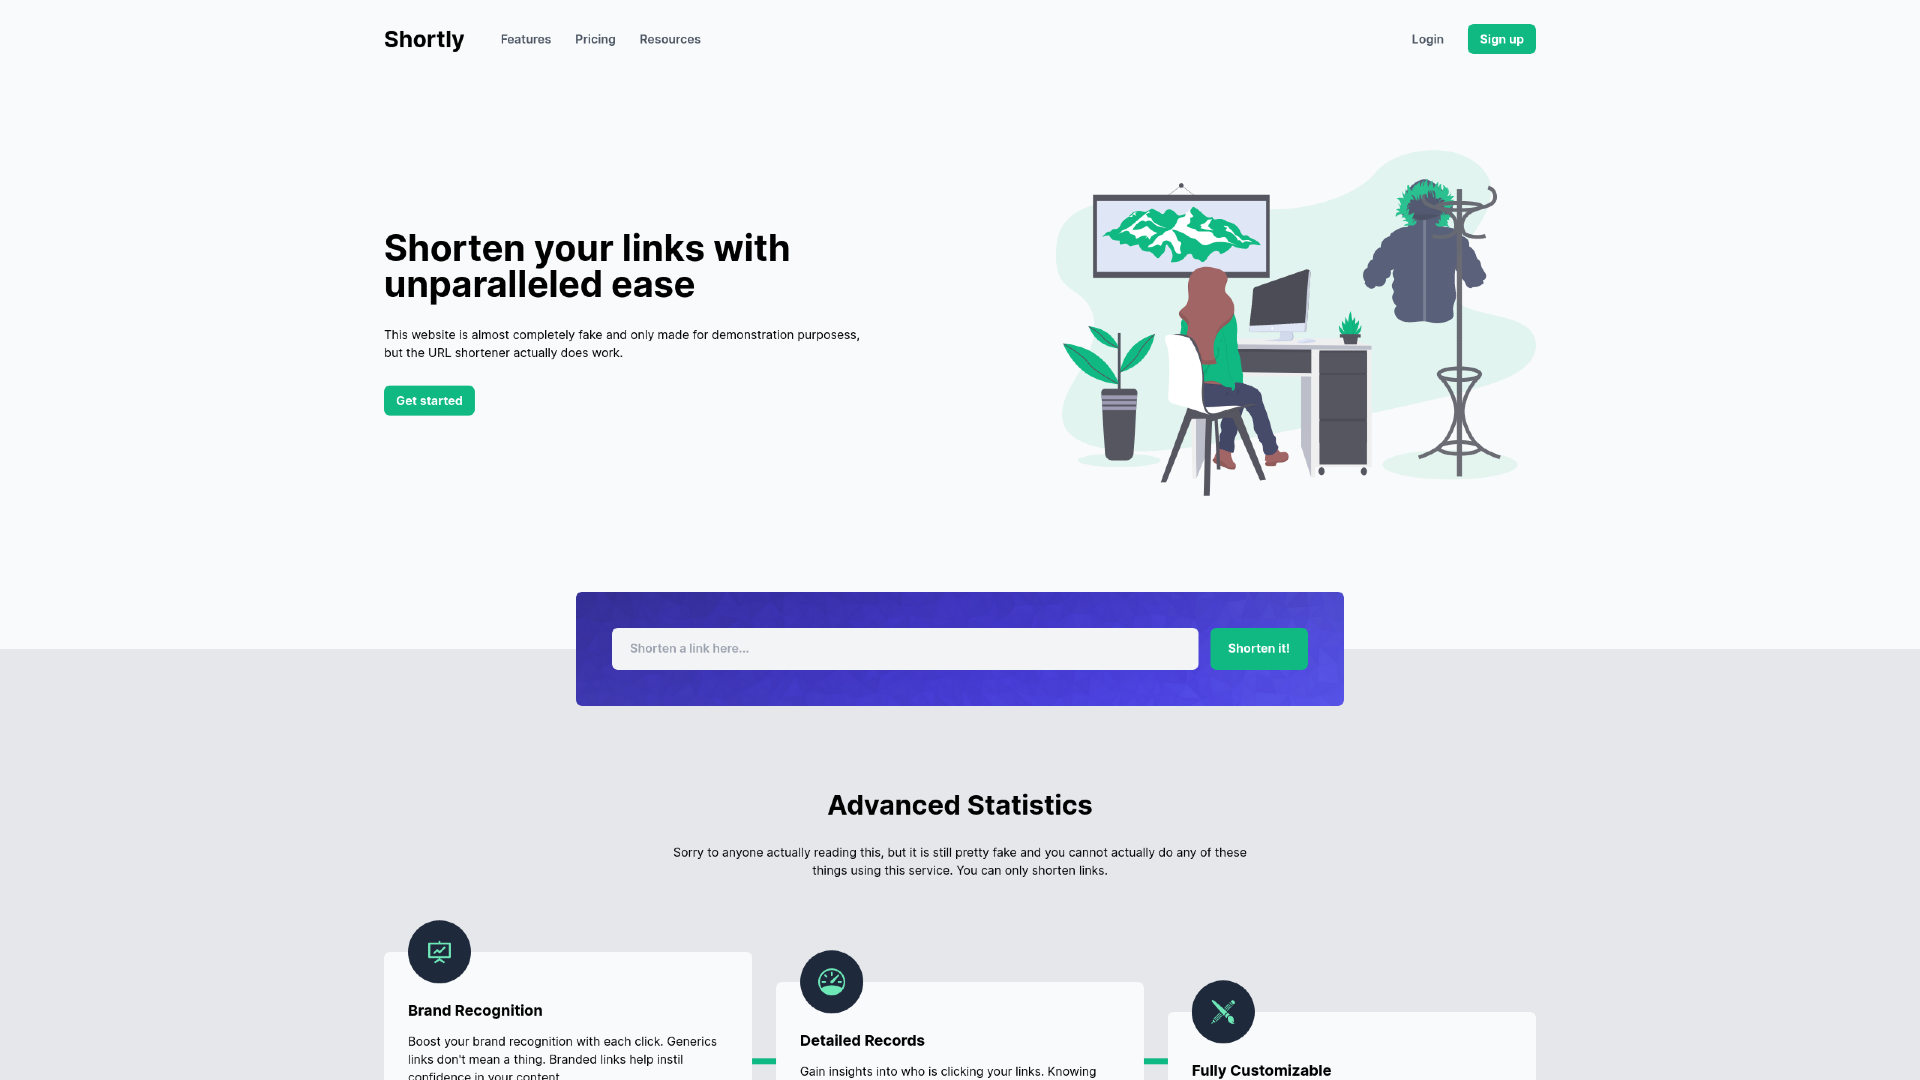 Shortly
Features
Pricing
Resources
Login
Sign up
Shorten your links with
unparalleled ease
This website is almost completely fake and only made for demonstration purposess,
but the URL shortener actually does work.
Get started
Shorten a link here...
Shorten it!
Advanced Statistics
Sorry to anyone actually reading this, but it is still pretty fake and you cannot actually do any of these
things using this service. You can only shorten links.
Brand Recognition
Boost your brand recognition with each click. Generics
links don't mean a thing. Branded links help instil
confidence in your content.
Detailed Records
Gain insights into who is clicking your links. Knowing
Fully Customizable